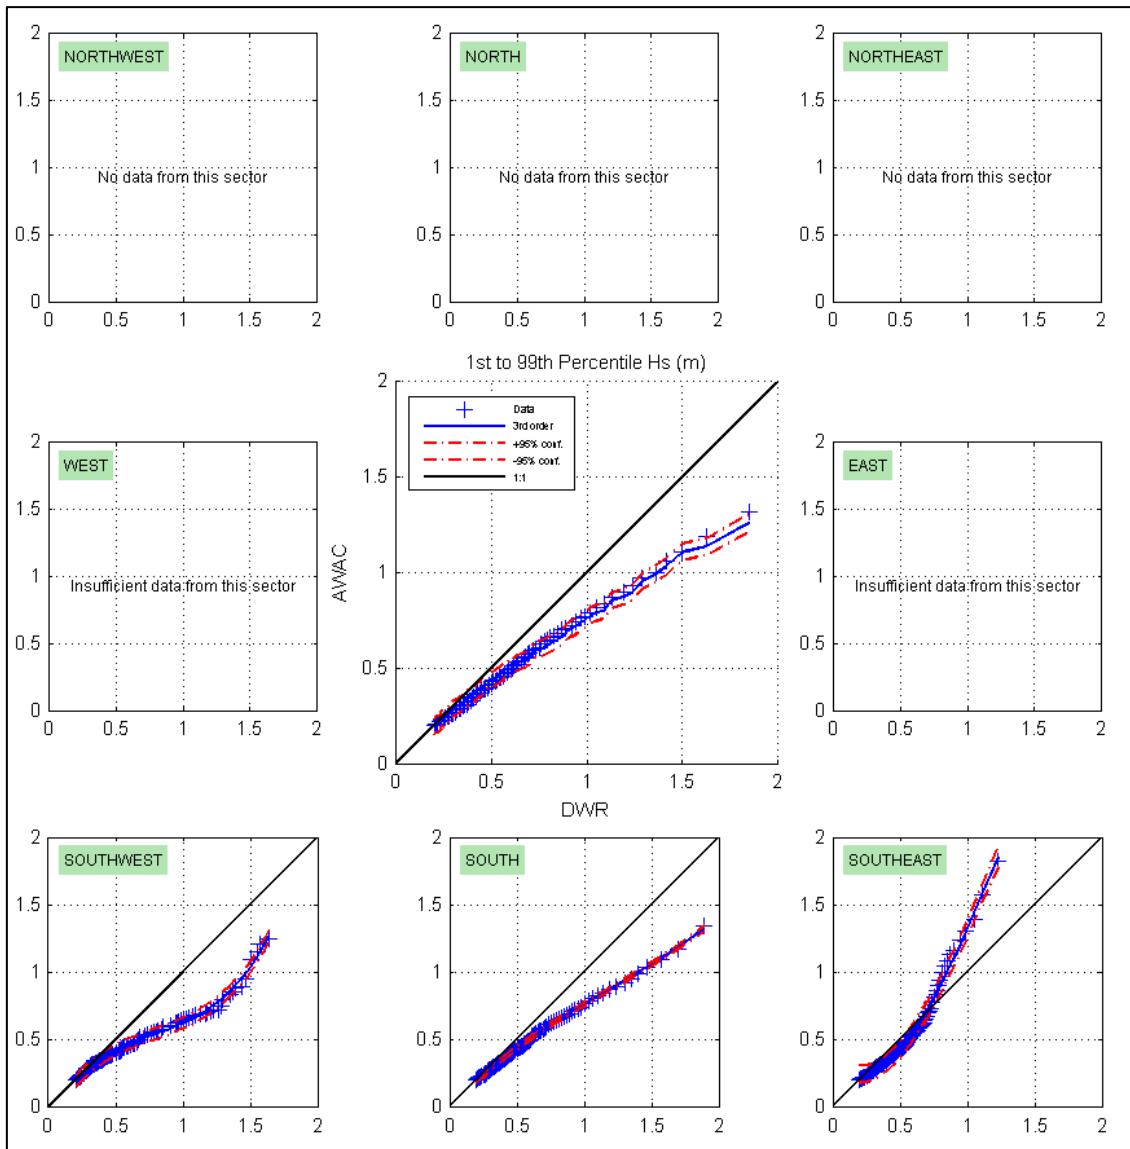 2
NORTHWEST
1.5
1
No data from this sector
0.5
0
0 0.5 1 1.5 2
2
NORTH
1.5
1
No data from this sector
0.5
0
0 0.5 1 1.5 2
2
NORTHEAST
1.5
1
No data from this sector
0.5
0
0 0.5 1 1.5 2
2
WEST
1.5
1
Insufficient data from this sector
0.5
0
0 0.5 1 1.5 2
1st to 99th Percentile Hs (m)
2
Data
3rd order
+95% conf.
-95% conf.
1:1
1.5
1
AWAC
0.5
0
0 0.5 1 1.5 2
DWR
2
EAST
1.5
1
Insufficient data from this sector
0.5
0
0 0.5 1 1.5 2
2
SOUTHWEST
1.5
1
0.5
0
0 0.5 1 1.5 2
2
SOUTH
1.5
1
0.5
0
0 0.5 1 1.5 2
2
SOUTHEAST
1.5
1
0.5
0
0 0.5 1 1.5 2